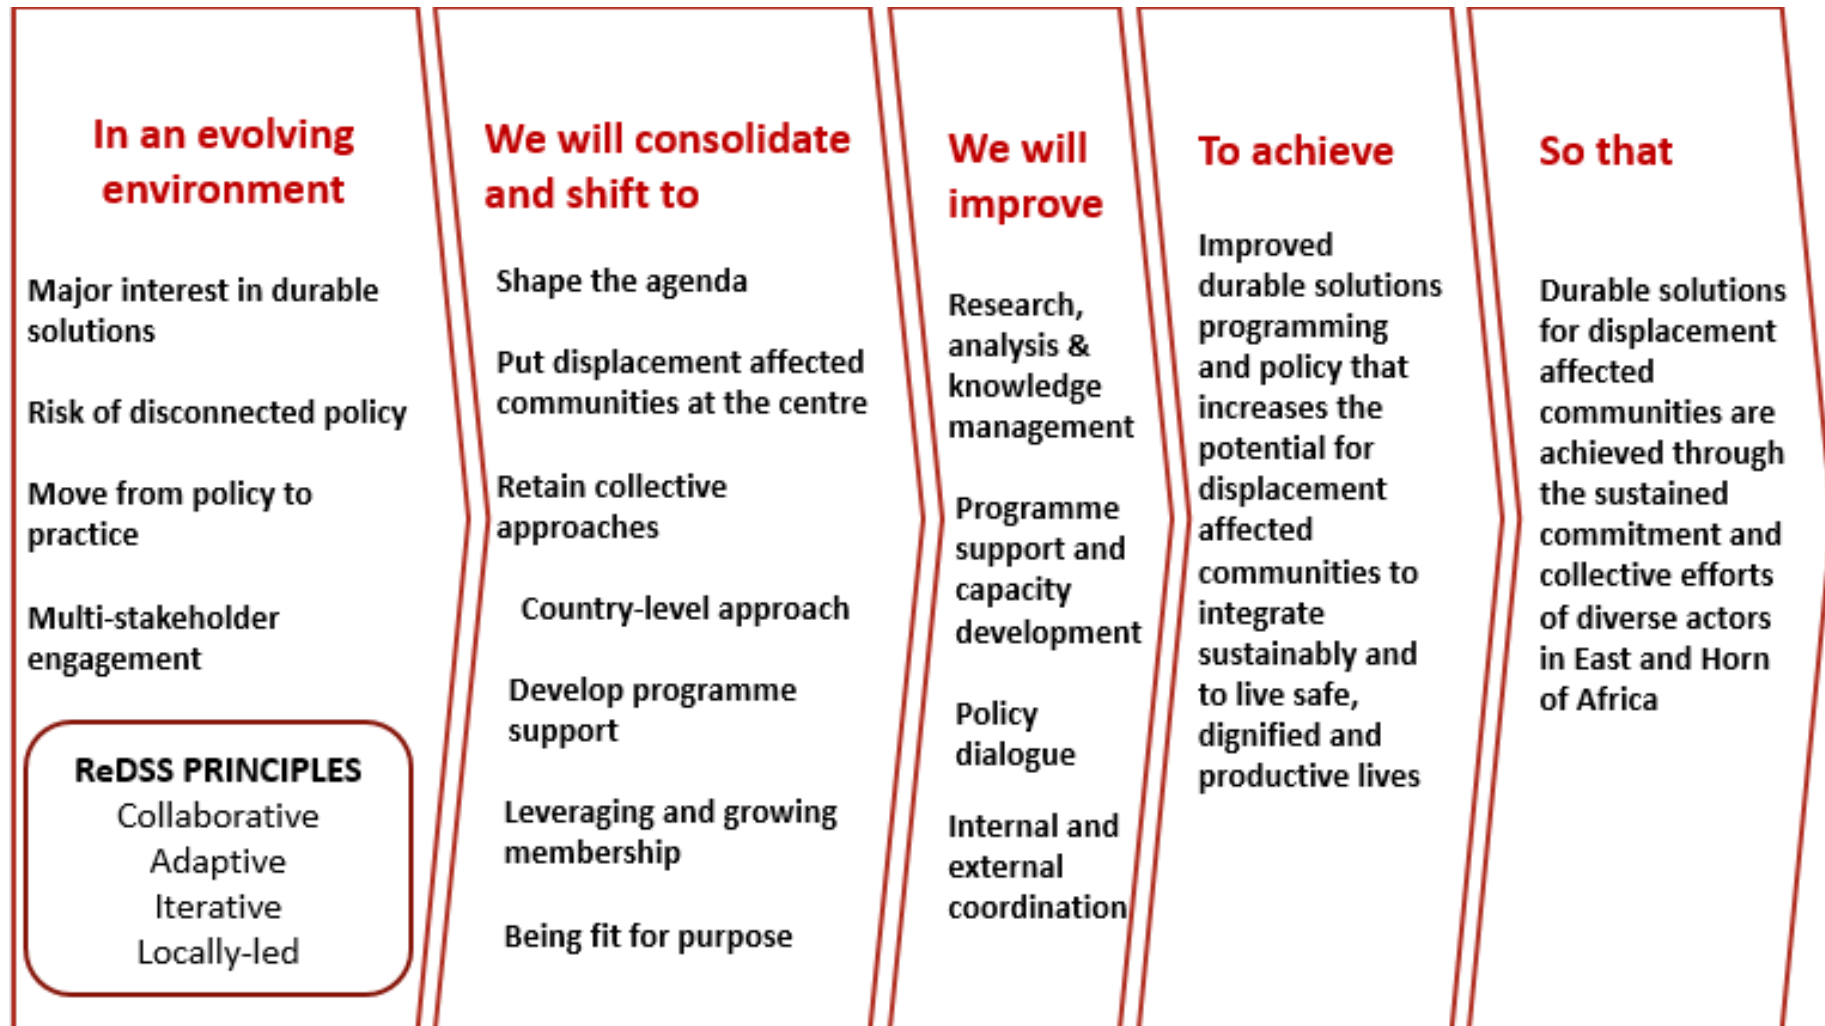 In an evolving
environment
Major interest in durable
solutions
Risk of disconnected policy
Move from policy to
practice
Multi-stakeholder
engagement
ReDSS PRINCIPLES
Collaborative
Adaptive
Iterative
Locally-led
We will consolidate
and shift to
Shape the agenda
Put displacement affected
communities at the centre
Retain collective
approaches
Country-level approach
Develop programme
support
Leveraging and growing
membership
Being fit for purpose
We will
improve
Research,
analysis &
knowledge
management
Programme
support and
capacity
development
Policy
dialogue
Internal and
external
coordination
To achieve
Improved
durable solutions
programming
and policy that
increases the
potential for
displacement
affected
communities to
integrate
sustainably and
to live safe,
dignified and
productive lives
So that
Durable solutions
for displacement
affected
communities are
achieved through
the sustained
commitment and
collective efforts
of diverse actors
in East and Horn
of Africa